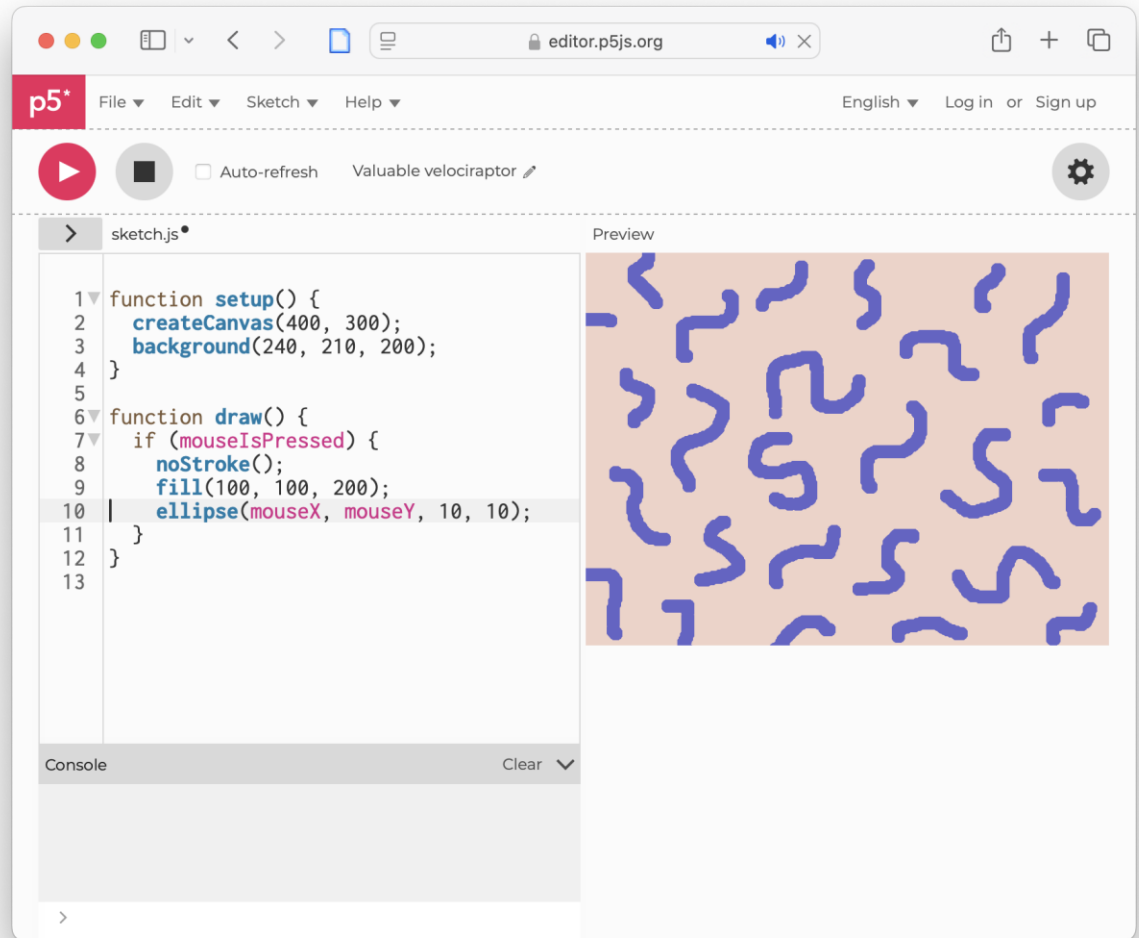 editor.p5js.org
p5* File Edit Sketch Help English Log in or Sign up
Auto-refresh Valuable velociraptor
sketch.js
Preview
1 function setup() {
2   createCanvas(400, 300);
3   background(240, 210, 200);
4 }
5
6 function draw() {
7   if (mouseIsPressed) {
8     noStroke();
9     fill(100, 100, 200);
10     ellipse(mouseX, mouseY, 10, 10);
11   }
12 }
13
Console Clear
>